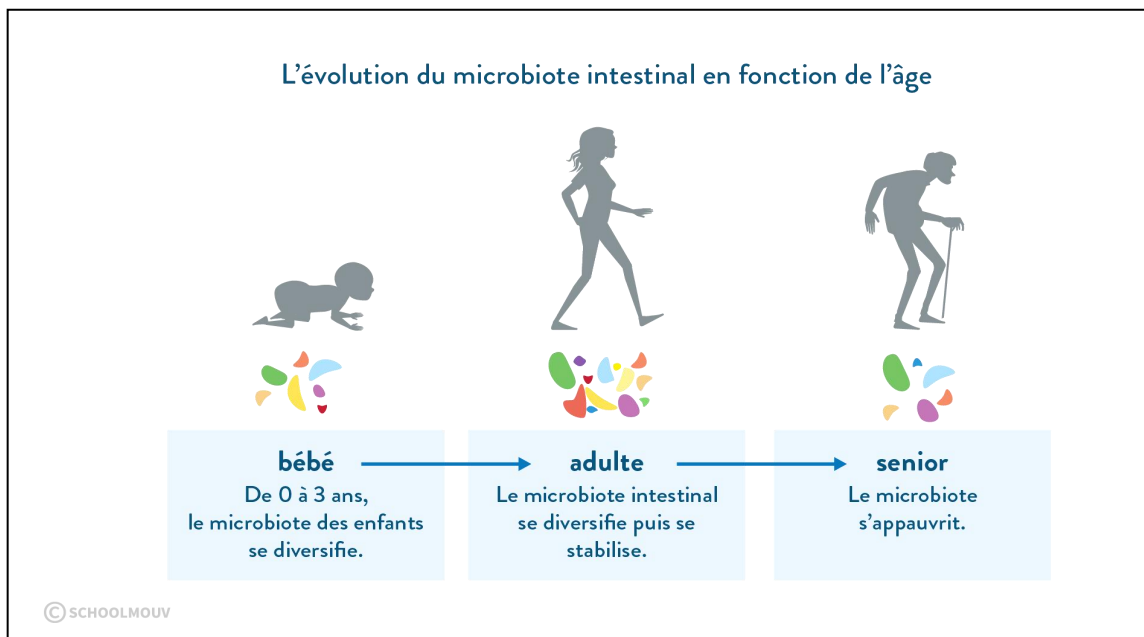 L'évolution du microbiote intestinal en fonction de l'âge
bébé
De 0 à 3 ans,
le microbiote des enfants
se diversifie.
adulte
Le microbiote intestinal
se diversifie puis se
stabilise.
senior
Le microbiote
s'appauvrit.
© SCHOOLMOUV